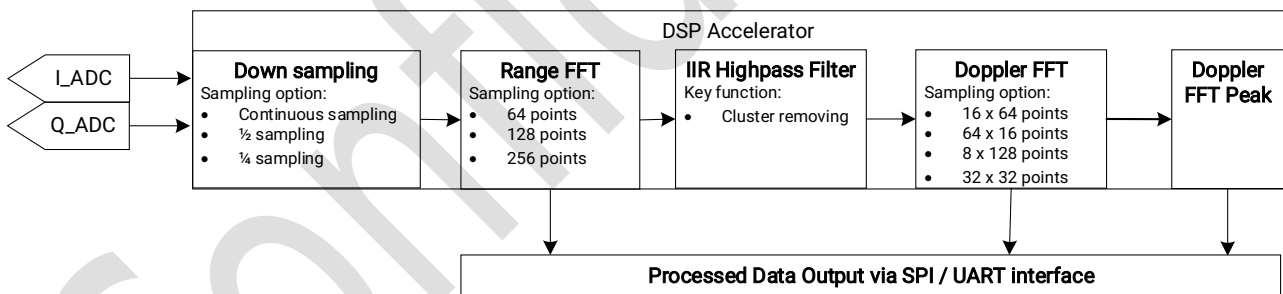 DSP Accelerator
I_ADC
Q_ADC
Down sampling
Sampling option:
• Continuous sampling
• ½ sampling
• ¼ sampling
Range FFT
Sampling option:
• 64 points
• 128 points
• 256 points
IIR Highpass Filter
Key function:
• Cluster removing
Doppler FFT
Sampling option:
• 16 x 64 points
• 64 x 16 points
• 8 x 128 points
• 32 x 32 points
Doppler
FFT Peak
Processed Data Output via SPI / UART interface